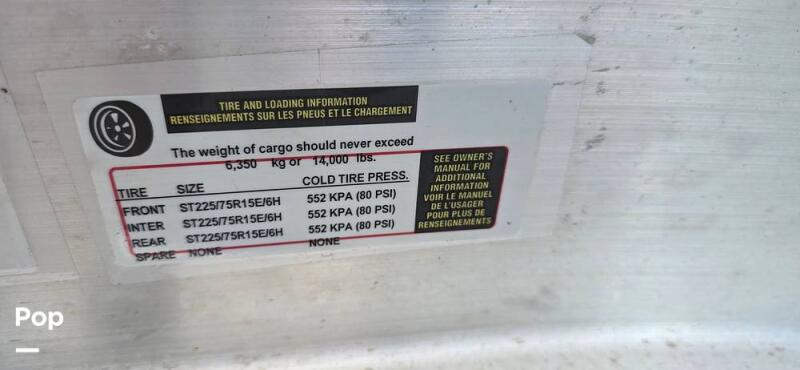 TIRE AND LOADING INFORMATION
RENSEIGNEMENTS SUR LES PNEUS ET LE CHARGEMENT
The weight of cargo should never exceed
6,350 kg or 14,000 lbs.
TIRE SIZE COLD TIRE PRESS.
FRONT ST225/75R15E/6H 552 KPA (80 PSI)
INTER ST225/75R15E/6H 552 KPA (80 PSI)
REAR ST225/75R15E/6H 552 KPA (80 PSI)
SPARE NONE NONE
SEE OWNER'S
MANUAL FOR
ADDITIONAL
INFORMATION
VOIR LE MANUEL
DE L'USAGER
POUR PLUS DE
RENSEIGNEMENTS
Pop